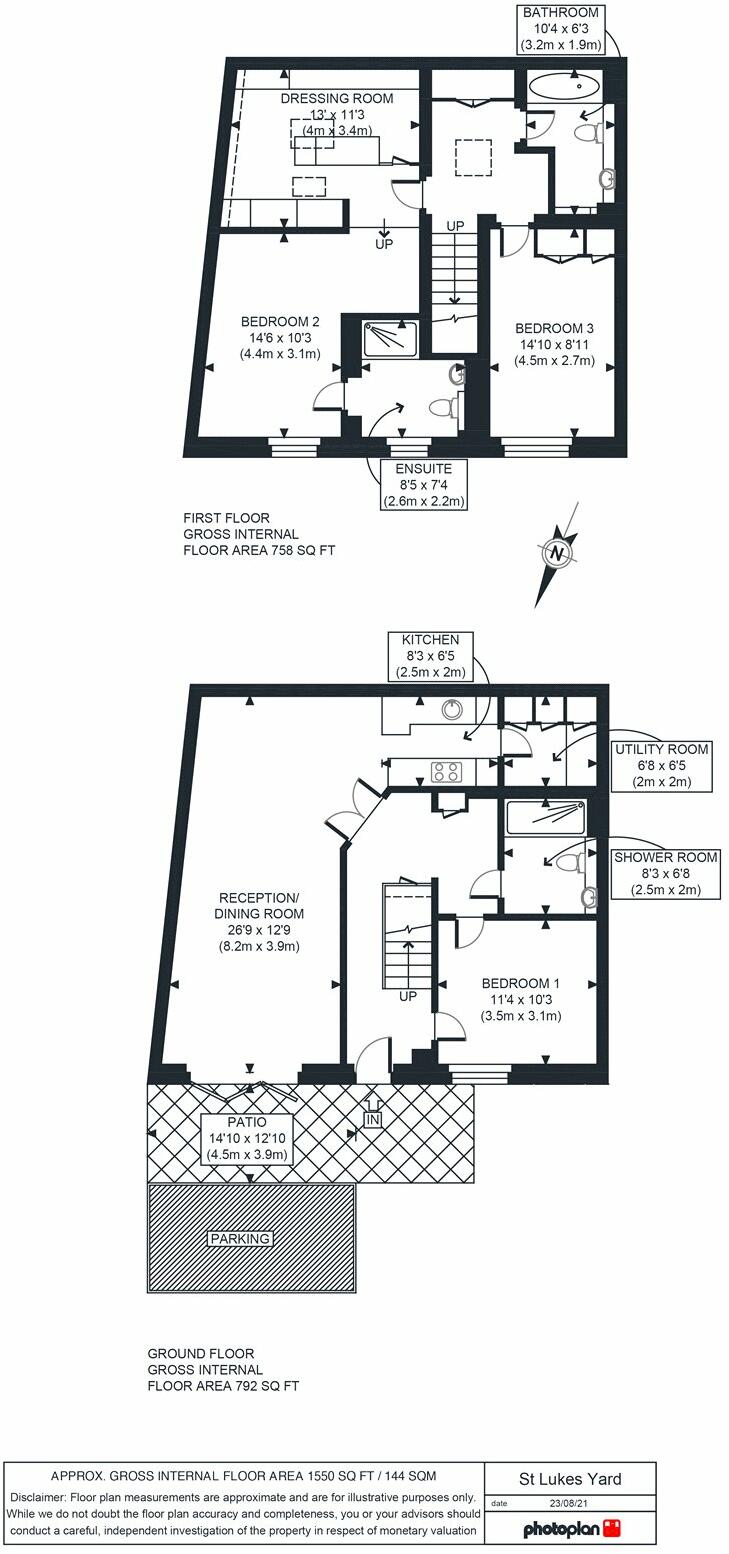 BATHROOM
10'4 x 6'3
(3.2m x 1.9m)
DRESSING ROOM
13' x 11'3
(4m x 3.4m)
UP
UP
BEDROOM 2
14'6 x 10'3
(4.4m x 3.1m)
BEDROOM 3
14'10 x 8'11
(4.5m x 2.7m)
ENSUITE
8'5 x 7'4
(2.6m x 2.2m)
FIRST FLOOR
GROSS INTERNAL
FLOOR AREA 758 SQ FT
N
KITCHEN
8'3 x 6'5
(2.5m x 2m)
UTILITY ROOM
6'8 x 6'5
(2m x 2m)
SHOWER ROOM
8'3 x 6'8
(2.5m x 2m)
RECEPTION/
DINING ROOM
26'9 x 12'9
(8.2m x 3.9m)
UP
BEDROOM 1
11'4 x 10'3
(3.5m x 3.1m)
IN
PATIO
14'10 x 12'10
(4.5m x 3.9m)
PARKING
GROUND FLOOR
GROSS INTERNAL
FLOOR AREA 792 SQ FT
APPROX. GROSS INTERNAL FLOOR AREA 1550 SQ FT / 144 SQM
Disclaimer: Floor plan measurements are approximate and are for illustrative purposes only.
While we do not doubt the floor plan accuracy and completeness, you or your advisors should
conduct a careful, independent investigation of the property in respect of monetary valuation
St Lukes Yard
date 23/08/21
photoplan